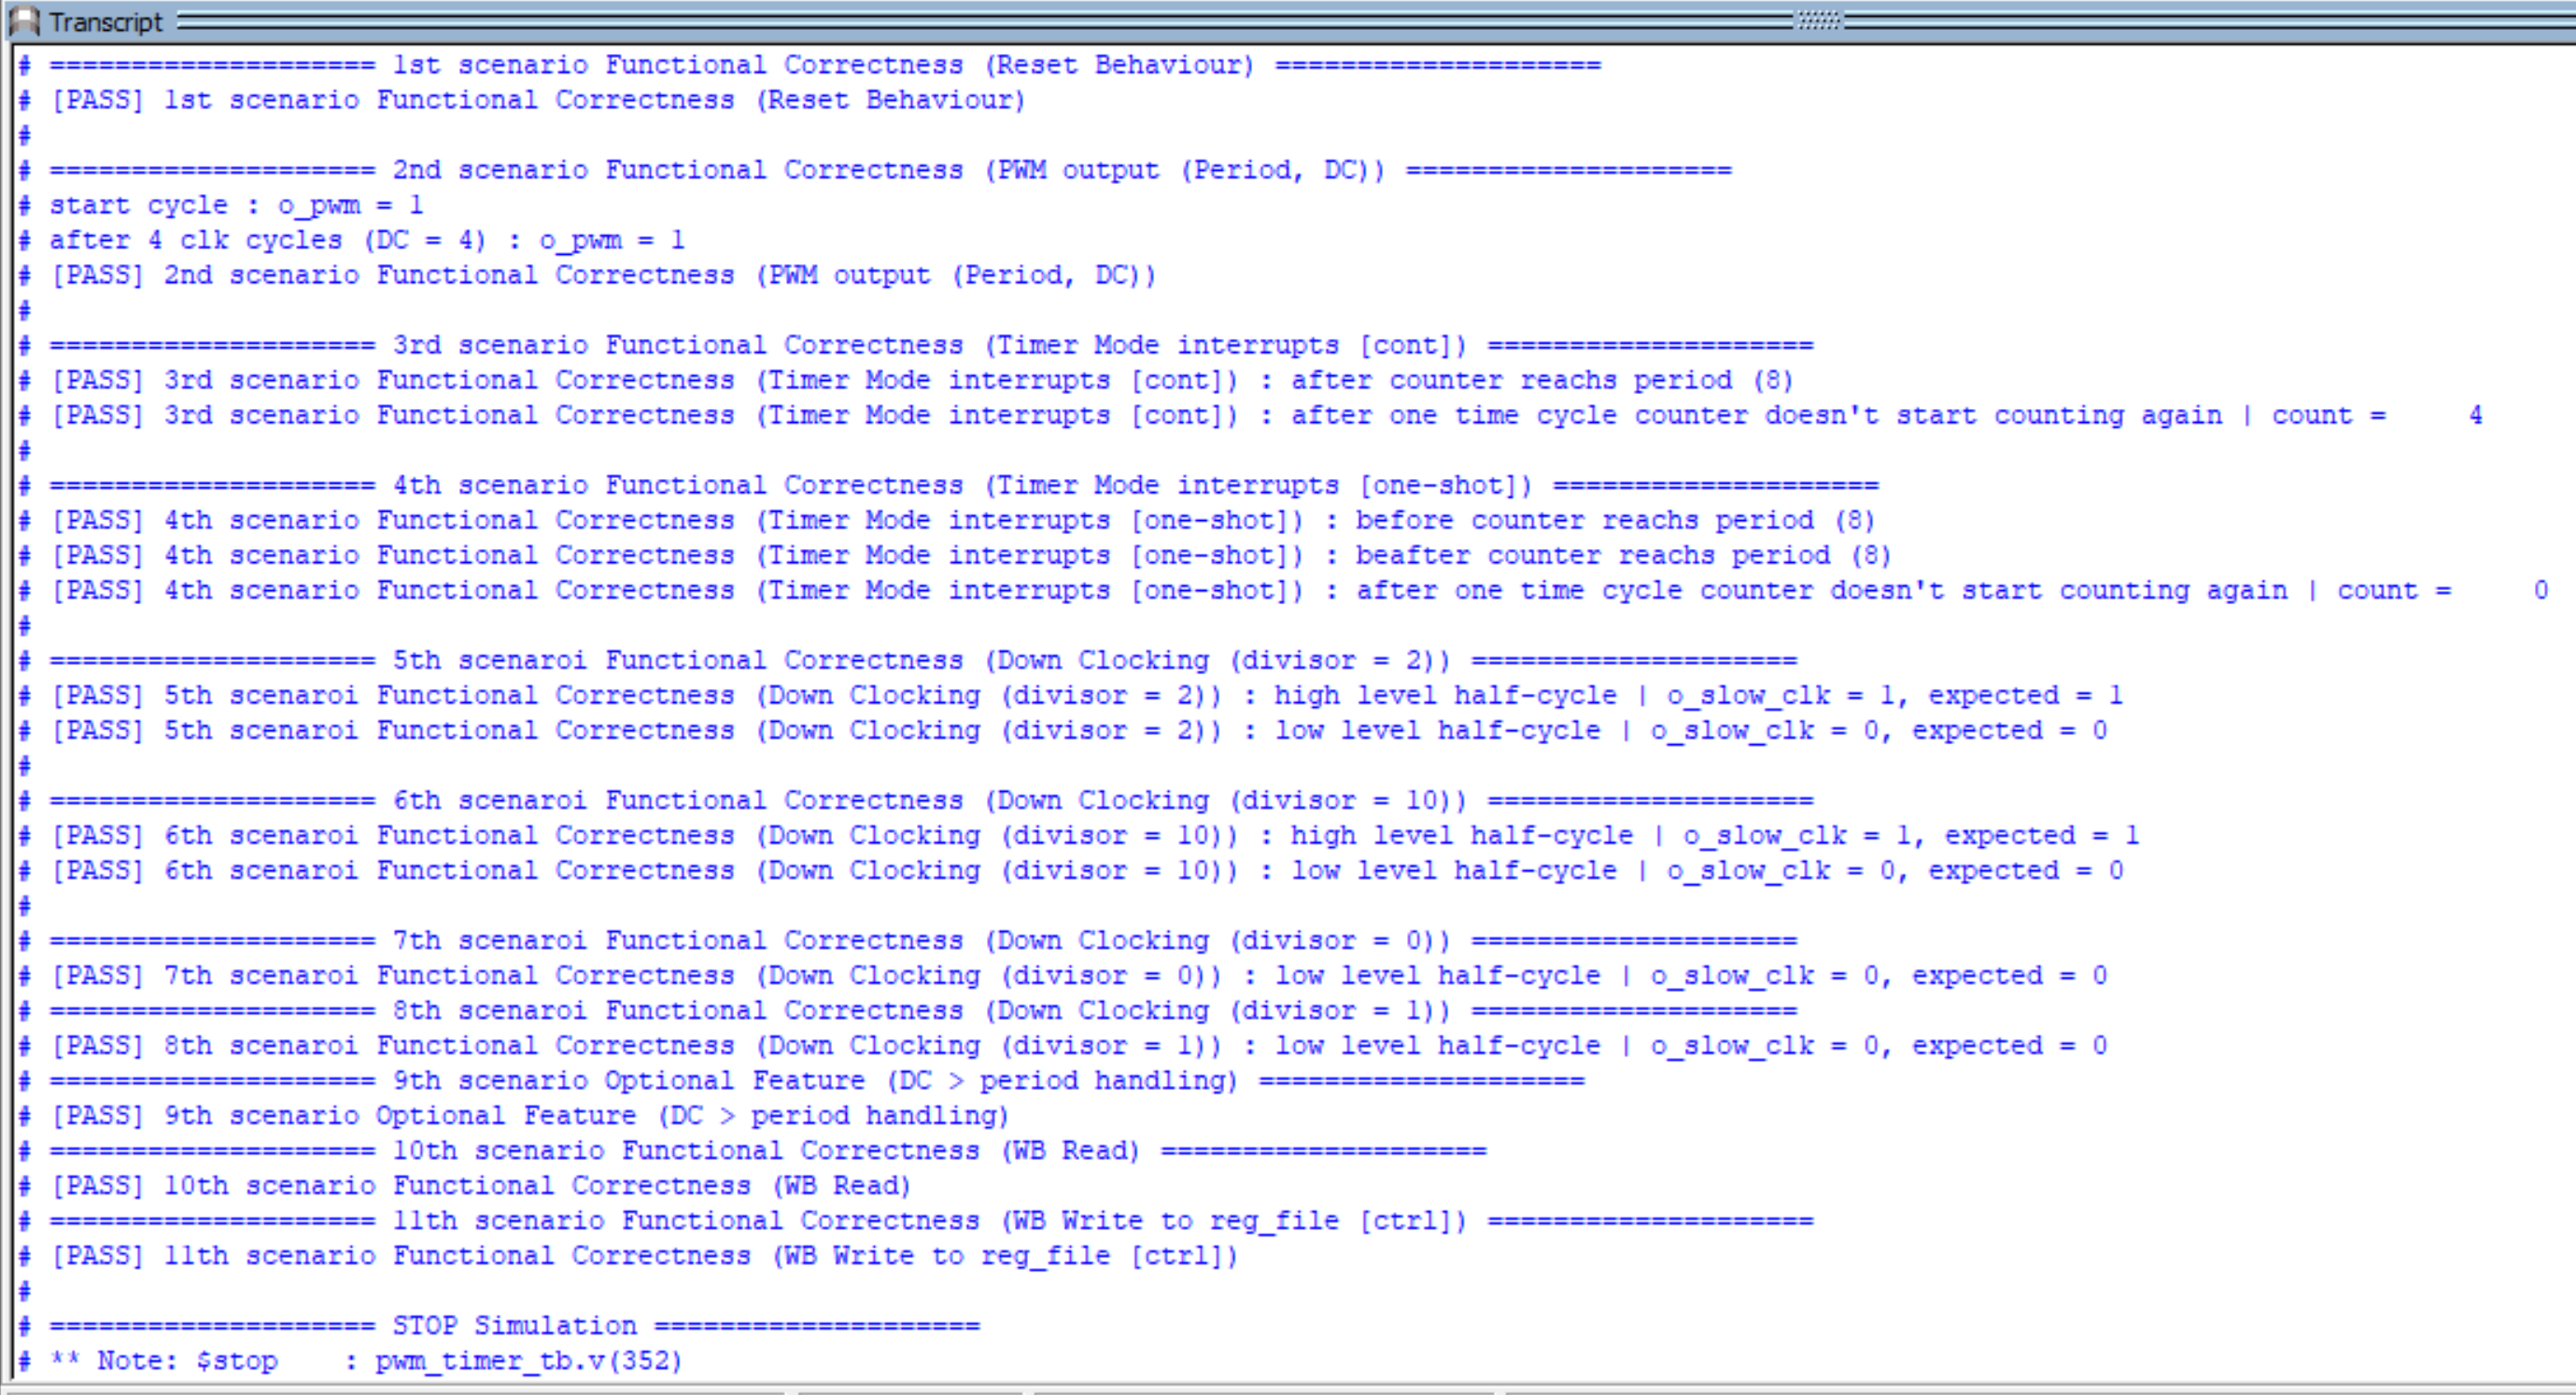 Transcript
# ==================== 1st scenario Functional Correctness (Reset Behaviour) ====================
# [PASS] 1st scenario Functional Correctness (Reset Behaviour)
#
# ==================== 2nd scenario Functional Correctness (PWM output (Period, DC)) ====================
# start cycle : o_pwm = 1
# after 4 clk cycles (DC = 4) : o_pwm = 1
# [PASS] 2nd scenario Functional Correctness (PWM output (Period, DC))
#
# ==================== 3rd scenario Functional Correctness (Timer Mode interrupts [cont]) ====================
# [PASS] 3rd scenario Functional Correctness (Timer Mode interrupts [cont]) : after counter reachs period (8)
# [PASS] 3rd scenario Functional Correctness (Timer Mode interrupts [cont]) : after one time cycle counter doesn't start counting again | count =     4
#
# ==================== 4th scenario Functional Correctness (Timer Mode interrupts [one-shot]) ====================
# [PASS] 4th scenario Functional Correctness (Timer Mode interrupts [one-shot]) : before counter reachs period (8)
# [PASS] 4th scenario Functional Correctness (Timer Mode interrupts [one-shot]) : beafter counter reachs period (8)
# [PASS] 4th scenario Functional Correctness (Timer Mode interrupts [one-shot]) : after one time cycle counter doesn't start counting again | count =     0
#
# ==================== 5th scenaroi Functional Correctness (Down Clocking (divisor = 2)) ====================
# [PASS] 5th scenaroi Functional Correctness (Down Clocking (divisor = 2)) : high level half-cycle | o_slow_clk = 1, expected = 1
# [PASS] 5th scenaroi Functional Correctness (Down Clocking (divisor = 2)) : low level half-cycle | o_slow_clk = 0, expected = 0
#
# ==================== 6th scenaroi Functional Correctness (Down Clocking (divisor = 10)) ====================
# [PASS] 6th scenaroi Functional Correctness (Down Clocking (divisor = 10)) : high level half-cycle | o_slow_clk = 1, expected = 1
# [PASS] 6th scenaroi Functional Correctness (Down Clocking (divisor = 10)) : low level half-cycle | o_slow_clk = 0, expected = 0
#
# ==================== 7th scenaroi Functional Correctness (Down Clocking (divisor = 0)) ====================
# [PASS] 7th scenaroi Functional Correctness (Down Clocking (divisor = 0)) : low level half-cycle | o_slow_clk = 0, expected = 0
# ==================== 8th scenaroi Functional Correctness (Down Clocking (divisor = 1)) ====================
# [PASS] 8th scenaroi Functional Correctness (Down Clocking (divisor = 1)) : low level half-cycle | o_slow_clk = 0, expected = 0
# ==================== 9th scenario Optional Feature (DC > period handling) ====================
# [PASS] 9th scenario Optional Feature (DC > period handling)
# ==================== 10th scenario Functional Correctness (WB Read) ====================
# [PASS] 10th scenario Functional Correctness (WB Read)
# ==================== 11th scenario Functional Correctness (WB Write to reg_file [ctrl]) ====================
# [PASS] 11th scenario Functional Correctness (WB Write to reg_file [ctrl])
#
# ==================== STOP Simulation ====================
# ** Note: $stop    : pwm_timer_tb.v(352)